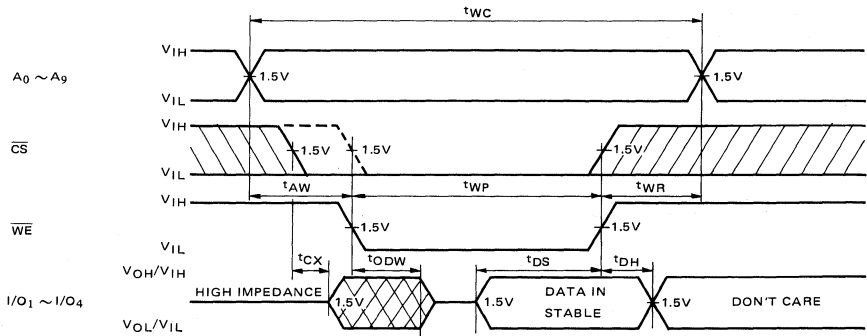 tWC
VIH
A0 ~ A9
1.5V
1.5V
VIL
VIH
CS
1.5V
1.5V
1.5V
VIL
tAW
tWP
tWR
VIH
WE
1.5V
1.5V
VIL
tCX
tODW
tDS
tDH
VOH/VIH
I/O1 ~ I/O4
HIGH IMPEDANCE
1.5V
1.5V
DATA IN
STABLE
1.5V
DON'T CARE
VOL/VIL